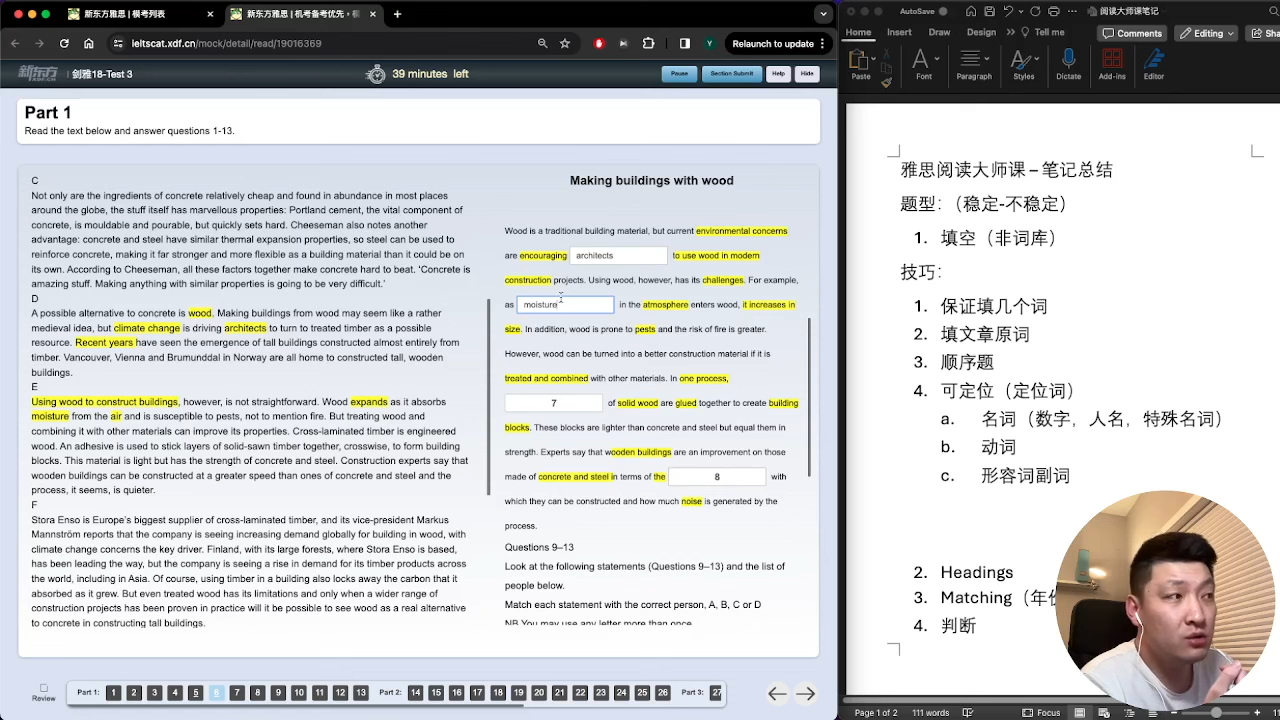 新东方雅思 | 模考列表
新东方雅思 | 机考备考优先 - 模
ieltscat.xdf.cn/mock/detail/read/19016369
Y
Relaunch to update
新东方
剑雅18-Test 3
39 minutes left
Pause
Section Submit
Help
Hide
Part 1
Read the text below and answer questions 1-13.
C
Not only are the ingredients of concrete relatively cheap and found in abundance in most places
around the globe, the stuff itself has marvellous properties: Portland cement, the vital component of
concrete, is mouldable and pourable, but quickly sets hard. Cheeseman also notes another
advantage: concrete and steel have similar thermal expansion properties, so steel can be used to
reinforce concrete, making it far stronger and more flexible as a building material than it could be on
its own. According to Cheeseman, all these factors together make concrete hard to beat. ‘Concrete is
amazing stuff. Making anything with similar properties is going to be very difficult.’
D
A possible alternative to concrete is wood. Making buildings from wood may seem like a rather
medieval idea, but climate change is driving architects to turn to treated timber as a possible
resource. Recent years have seen the emergence of tall buildings constructed almost entirely from
timber. Vancouver, Vienna and Brumunddal in Norway are all home to constructed tall, wooden
buildings.
E
Using wood to construct buildings, however, is not straightforward. Wood expands as it absorbs
moisture from the air and is susceptible to pests, not to mention fire. But treating wood and
combining it with other materials can improve its properties. Cross-laminated timber is engineered
wood. An adhesive is used to stick layers of solid-sawn timber together, crosswise, to form building
blocks. This material is light but has the strength of concrete and steel. Construction experts say that
wooden buildings can be constructed at a greater speed than ones of concrete and steel and the
process, it seems, is quieter.
F
Stora Enso is Europe’s biggest supplier of cross-laminated timber, and its vice-president Markus
Mannström reports that the company is seeing increasing demand globally for building in wood, with
climate change concerns the key driver. Finland, with its large forests, where Stora Enso is based,
has been leading the way, but the company is seeing a rise in demand for its timber products across
the world, including in Asia. Of course, using timber in a building also locks away the carbon that it
absorbed as it grew. But even treated wood has its limitations and only when a wider range of
construction projects has been proven in practice will it be possible to see wood as a real alternative
to concrete in constructing tall buildings.
Making buildings with wood
Wood is a traditional building material, but current environmental concerns
are encouraging architects to use wood in modern
construction projects. Using wood, however, has its challenges. For example,
as moisture in the atmosphere enters wood, it increases in
size. In addition, wood is prone to pests and the risk of fire is greater.
However, wood can be turned into a better construction material if it is
treated and combined with other materials. In one process,
7 of solid wood are glued together to create building
blocks. These blocks are lighter than concrete and steel but equal them in
strength. Experts say that wooden buildings are an improvement on those
made of concrete and steel in terms of the 8 with
which they can be constructed and how much noise is generated by the
process.
Questions 9–13
Look at the following statements (Questions 9–13) and the list of
people below.
Match each statement with the correct person, A, B, C or D
NB You may use any letter more than once.
Review
Part 1: 1 2 3 4 5 6 7 8 9 10 11 12 13 Part 2: 14 15 16 17 18 19 20 21 22 23 24 25 26 Part 3: 27
AutoSave
阅读大师课笔记
Home
Insert
Draw
Design
Tell me
Comments
Editing
Sha
Paste
Font
Paragraph
Styles
Dictate
Add-ins
Editor
雅思阅读大师课 – 笔记总结
题型：（稳定-不稳定）
1. 填空（非词库）
技巧：
1. 保证填几个词
2. 填文章原词
3. 顺序题
4. 可定位（定位词）
a. 名词（数字，人名，特殊名词）
b. 动词
c. 形容词副词
2. Headings
3. Matching（年份
4. 判断
Page 1 of 2
111 words
Focus